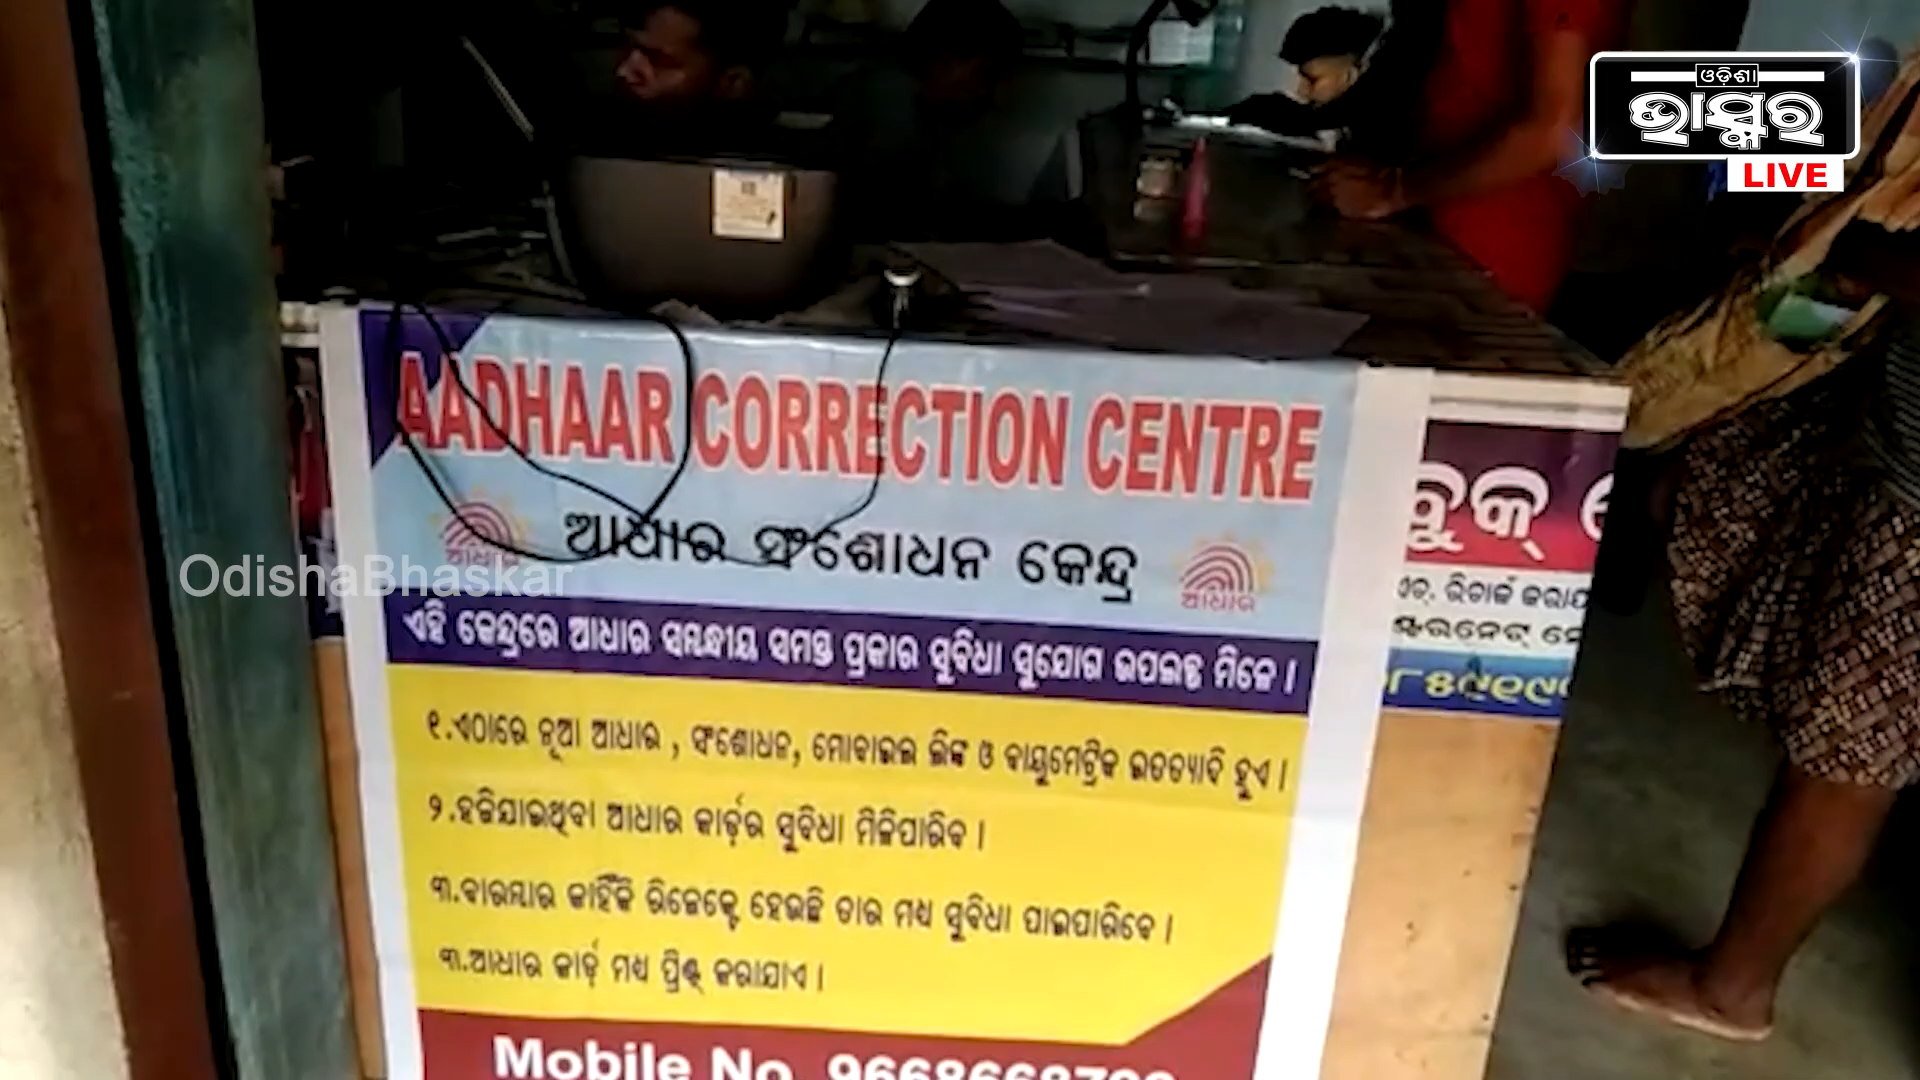 ଓଡ଼ିଶା
ଭାସ୍କର
LIVE
AADHAAR CORRECTION CENTRE
ଆଧାର ସଂଶୋଧନ କେନ୍ଦ୍ର
ଆଧାର
ଆଧାର
OdishaBhaskar
ଏହି କେନ୍ଦ୍ରରେ ଆଧାର ସମ୍ବନ୍ଧୀୟ ସମସ୍ତ ପ୍ରକାର ସୁବିଧା ସୁଯୋଗ ଉପଲବ୍ଧ ମିଳେ ।
୧.ଏଠାରେ ନୂଆ ଆଧାର , ସଂଶୋଧନ, ମୋବାଇଲ ଲିଙ୍କ ଓ ବାୟୁମେଟ୍ରିକ ଇତତ୍ୟାଦି ହୁଏ ।
୨.ହଜିଯାଇଥିବା ଆଧାର କାର୍ଡ଼ର ସୁବିଧା ମିଳିପାରିବ ।
୩.ବାରମ୍ବାର କାହିଁକି ରିଜେକ୍ଟେ ହେଉଛି ତାର ମଧ୍ୟ ସୁବିଧା ପାଇପାରିବେ ।
୩.ଆଧାର କାର୍ଡ଼ ମଧ୍ୟ ପ୍ରିଣ୍ଟ୍ କରାଯାଏ ।
Mobile No.
ରିଚାର୍ଜ